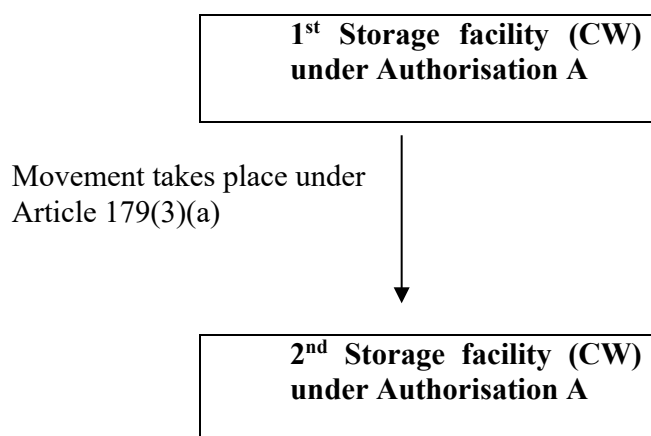 1st Storage facility (CW)
under Authorisation A
Movement takes place under
Article 179(3)(a)
2nd Storage facility (CW)
under Authorisation A